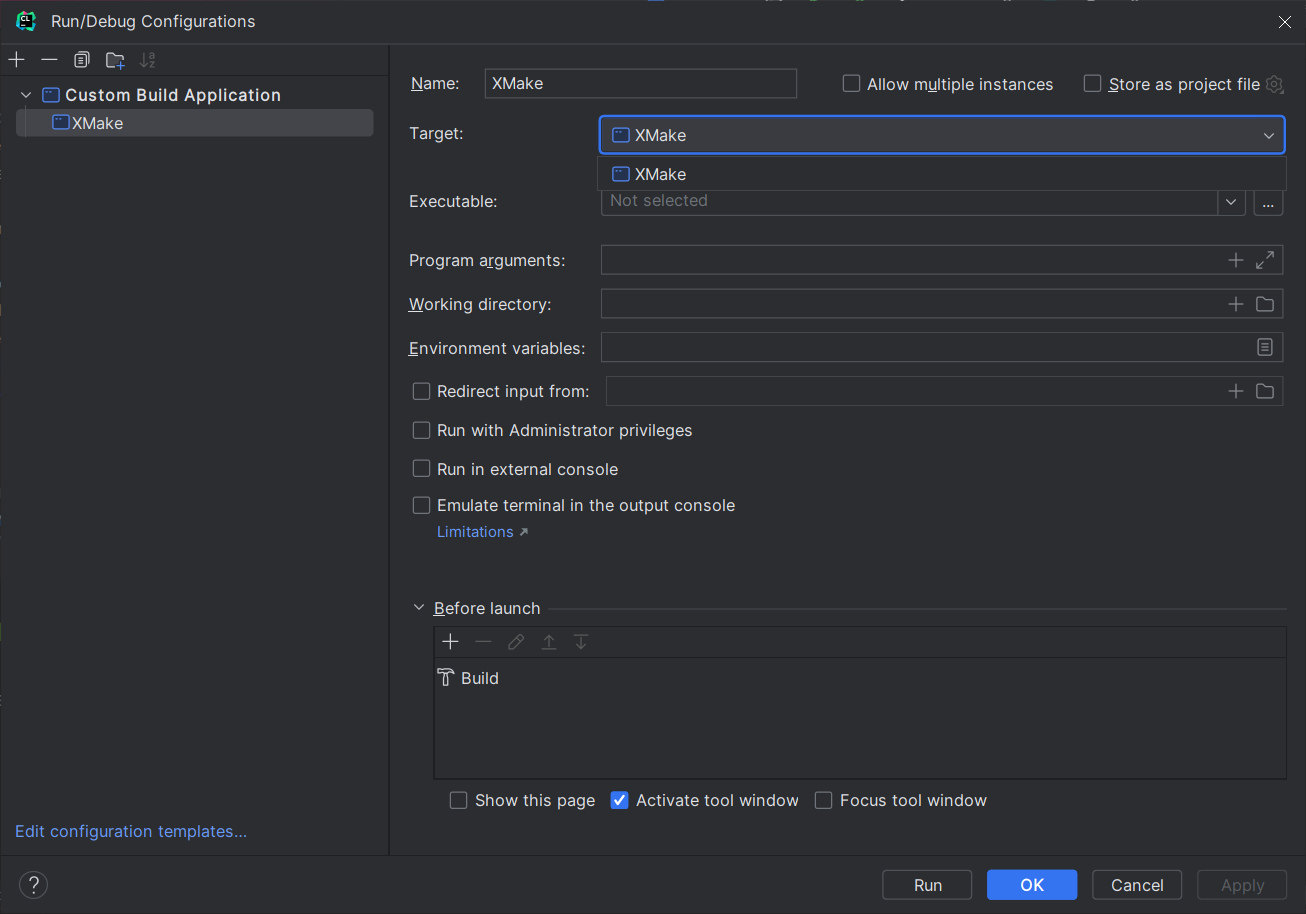 Run/Debug Configurations
Custom Build Application
XMake
Name: XMake Allow multiple instances Store as project file
Target: XMake
XMake
Executable: Not selected ...
Program arguments:
Working directory:
Environment variables:
Redirect input from:
Run with Administrator privileges
Run in external console
Emulate terminal in the output console
Limitations
Before launch
Build
Show this page Activate tool window Focus tool window
Edit configuration templates...
? Run OK Cancel Apply